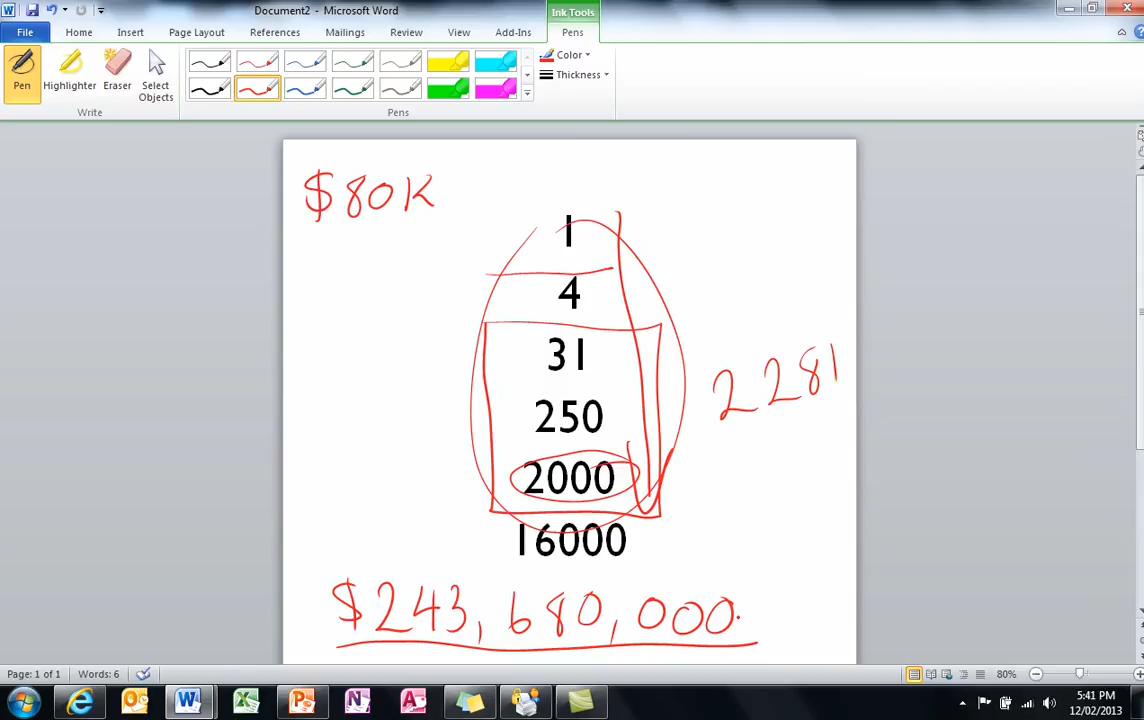 Document2 - Microsoft Word
Ink Tools
File Home Insert Page Layout References Mailings Review View Add-Ins Pens
Pen Highlighter Eraser Select Objects
Color
Thickness
Write Pens
$80K
1
4
31
250
2281
2000
16000
$243,680,000.
Page: 1 of 1 Words: 6 80%
5:41 PM
12/02/2013